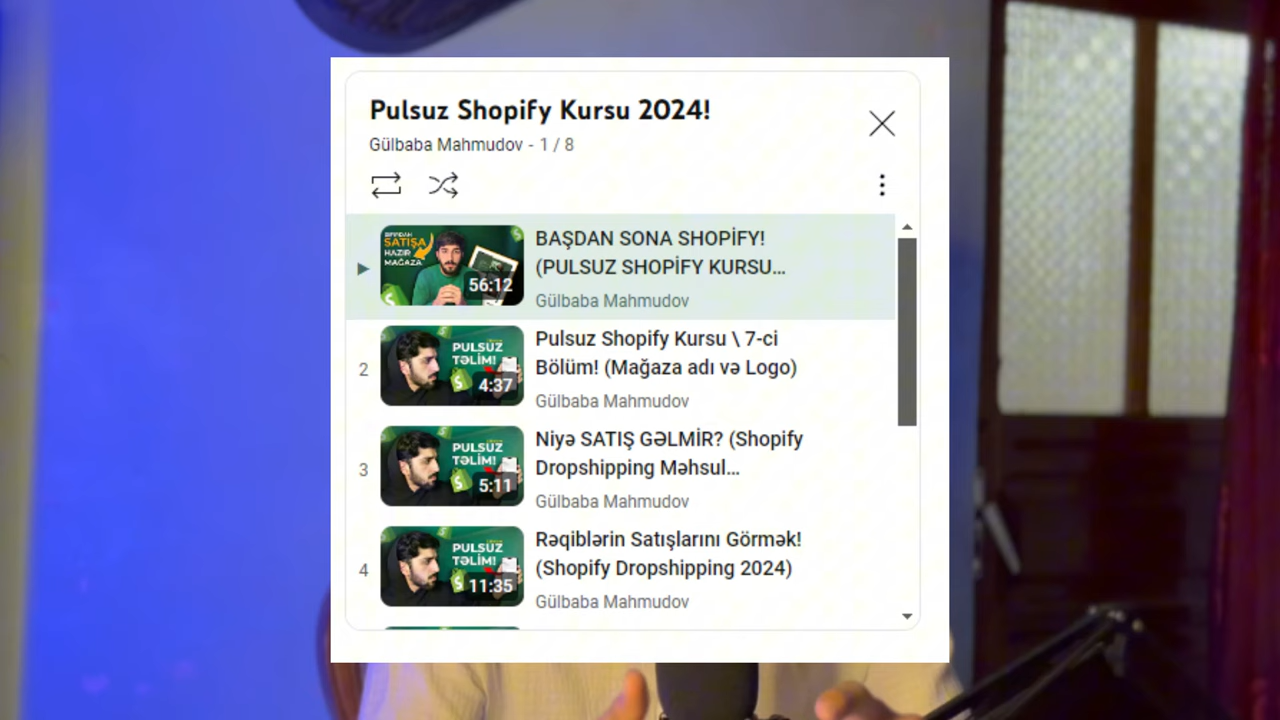 Pulsuz Shopify Kursu 2024!
Gülbaba Mahmudov - 1 / 8
SIFIRDAN
SATIŞA
HAZIR
MAĞAZA
56:12
BAŞDAN SONA SHOPİFY!
(PULSUZ SHOPİFY KURSU...
Gülbaba Mahmudov
2
PULSUZ
TƏLİM!
4:37
Pulsuz Shopify Kursu \ 7-ci
Bölüm! (Mağaza adı və Logo)
Gülbaba Mahmudov
3
PULSUZ
TƏLİM!
5:11
Niyə SATIŞ GƏLMİR? (Shopify
Dropshipping Məhsul...
Gülbaba Mahmudov
4
PULSUZ
TƏLİM!
11:35
Rəqiblərin Satışlarını Görmək!
(Shopify Dropshipping 2024)
Gülbaba Mahmudov